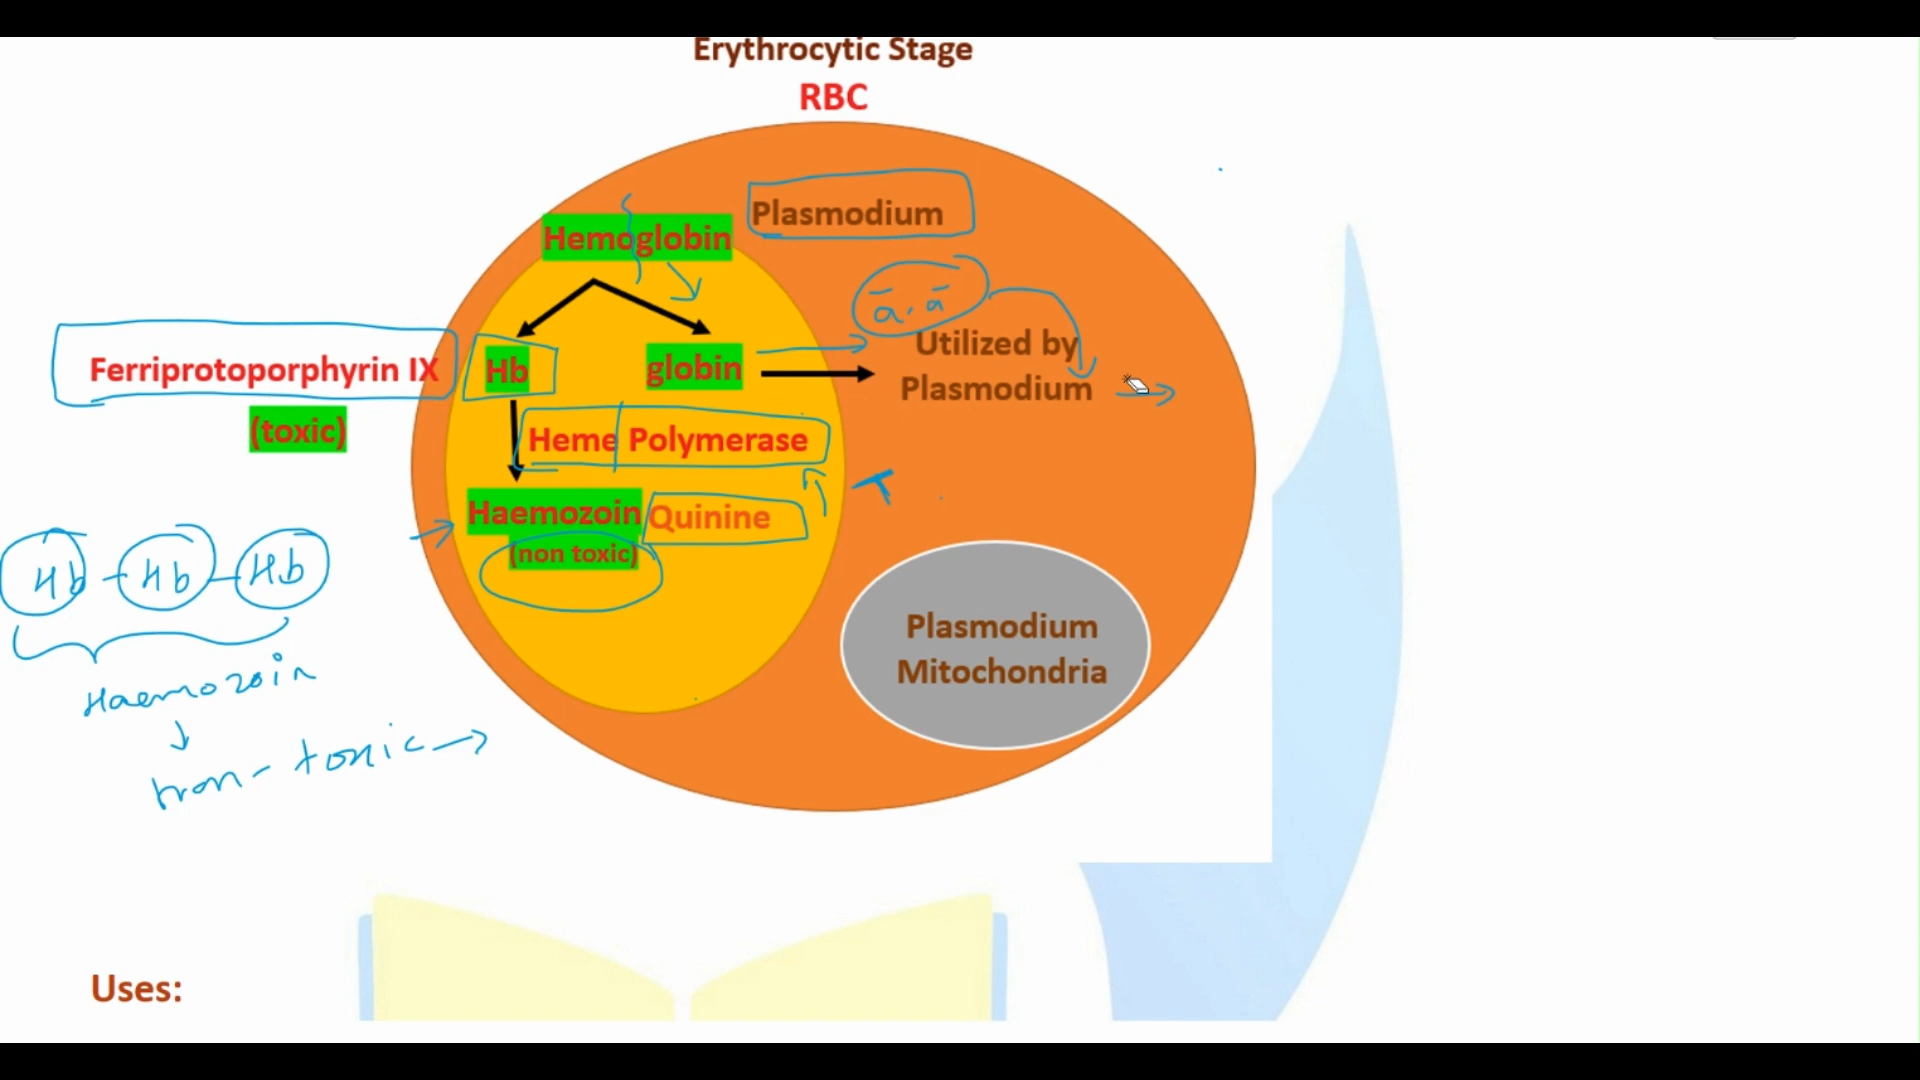 Erythrocytic Stage
RBC
Plasmodium
Hemoglobin
a.a
Utilized by
Plasmodium
Ferriprotoporphyrin IX
(toxic)
Hb
globin
Heme Polymerase
Haemozoin
Quinine
(non toxic)
Hb - Hb - Hb
Haemozoin
non-toxic
Plasmodium
Mitochondria
Uses: